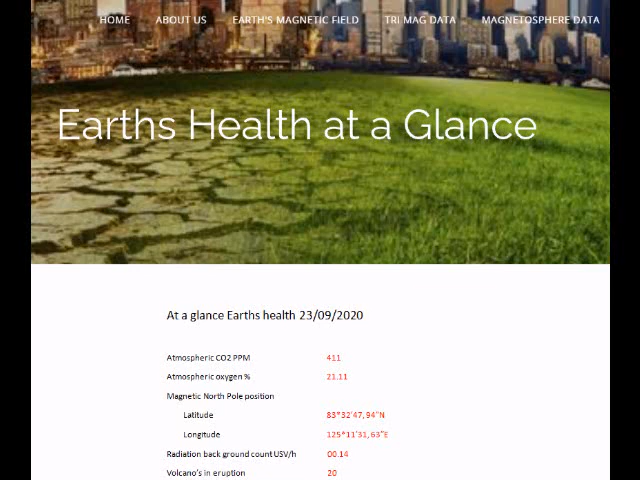 HOME ABOUT US EARTH'S MAGNETIC FIELD TRI MAG DATA MAGNETOSPHERE DATA
Earths Health at a Glance
At a glance Earths health 23/09/2020
Atmospheric CO2 PPM 411
Atmospheric oxygen % 21.11
Magnetic North Pole position
Latitude 83°32'47,94"N
Longitude 125°11'31,63"E
Radiation back ground count USV/h 00.14
Volcano's in eruption 20